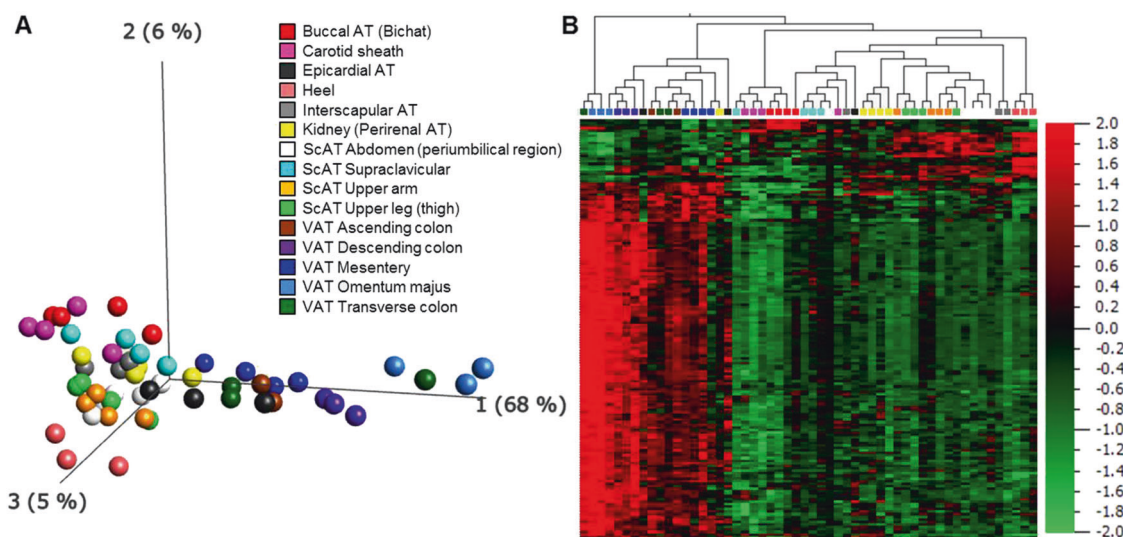 A
2 (6 %)
Buccal AT (Bichat)
Carotid sheath
Epicardial AT
Heel
Interscapular AT
Kidney (Perirenal AT)
ScAT Abdomen (periumbilical region)
ScAT Supraclavicular
ScAT Upper arm
ScAT Upper leg (thigh)
VAT Ascending colon
VAT Descending colon
VAT Mesentery
VAT Omentum majus
VAT Transverse colon
1 (68 %)
3 (5 %)
B
2.0
1.8
1.6
1.4
1.2
1.0
0.8
0.6
0.4
0.2
0.0
-0.2
-0.4
-0.6
-0.8
-1.0
-1.2
-1.4
-1.6
-1.8
-2.0